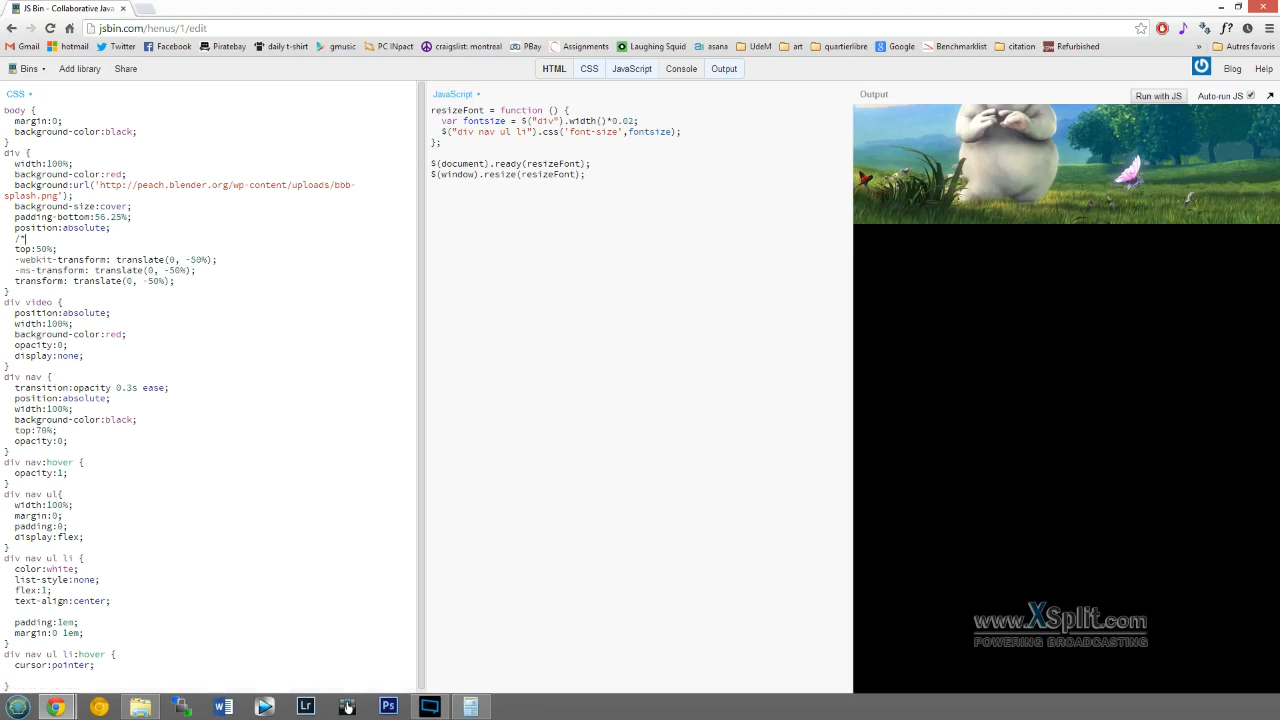 JS Bin - Collaborative Java
jsbin.com/henus/1/edit
Gmail hotmail Twitter Facebook Piratebay daily t-shirt gmusic PC INpact craigslist: montreal PBay Assignments Laughing Squid asana UdeM art quartierlibre Google Benchmarklist citation Refurbished » Autres favoris
Bins Add library Share HTML CSS JavaScript Console Output Blog Help
CSS
body {
margin:0;
background-color:black;
}
div {
width:100%;
background-color:red;
background:url('http://peach.blender.org/wp-content/uploads/bbb-
splash.png');
background-size:cover;
padding-bottom:56.25%;
position:absolute;
/*
top:50%;
-webkit-transform: translate(0, -50%);
-ms-transform: translate(0, -50%);
transform: translate(0, -50%);
}
div video {
position:absolute;
width:100%;
background-color:red;
opacity:0;
display:none;
}
div nav {
transition:opacity 0.3s ease;
position:absolute;
width:100%;
background-color:black;
top:70%;
opacity:0;
}
div nav:hover {
opacity:1;
}
div nav ul{
width:100%;
margin:0;
padding:0;
display:flex;
}
div nav ul li {
color:white;
list-style:none;
flex:1;
text-align:center;
padding:1em;
margin:0 1em;
}
div nav ul li:hover {
cursor:pointer;
}
JavaScript
resizeFont = function () {
var fontsize = $("div").width()*0.02;
$("div nav ul li").css('font-size',fontsize);
};
$(document).ready(resizeFont);
$(window).resize(resizeFont);
Output Run with JS Auto-run JS
www.XSplit.com
POWERING BROADCASTING
W Lr Ps